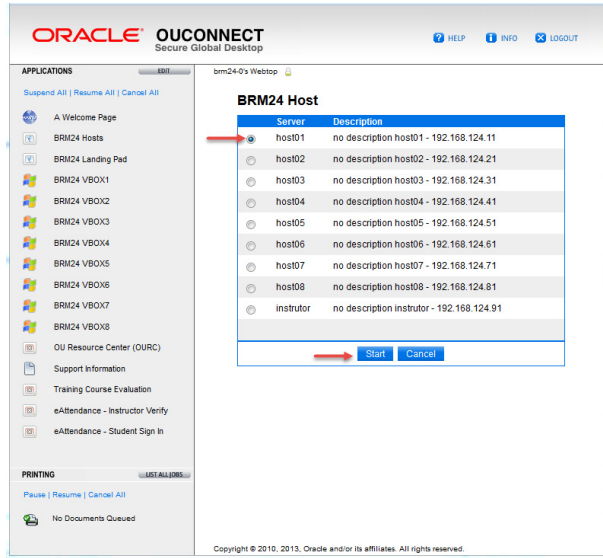 ORACLE® OUCONNECT
Secure Global Desktop
HELP
INFO
LOGOUT
APPLICATIONS
EDIT
Suspend All | Resume All | Cancel All
A Welcome Page
BRM24 Hosts
BRM24 Landing Pad
BRM24 VBOX1
BRM24 VBOX2
BRM24 VBOX3
BRM24 VBOX4
BRM24 VBOX5
BRM24 VBOX6
BRM24 VBOX7
BRM24 VBOX8
OU Resource Center (OURC)
Support Information
Training Course Evaluation
eAttendance - Instructor Verify
eAttendance - Student Sign In
PRINTING
LIST ALL JOBS
Pause | Resume | Cancel All
No Documents Queued
brm24-0's Webtop
BRM24 Host
Server Description
host01 no description host01 - 192.168.124.11
host02 no description host02 - 192.168.124.21
host03 no description host03 - 192.168.124.31
host04 no description host04 - 192.168.124.41
host05 no description host05 - 192.168.124.51
host06 no description host06 - 192.168.124.61
host07 no description host07 - 192.168.124.71
host08 no description host08 - 192.168.124.81
instrutor no description instrutor - 192.168.124.91
Start Cancel
Copyright © 2010, 2013, Oracle and/or its affiliates. All rights reserved.